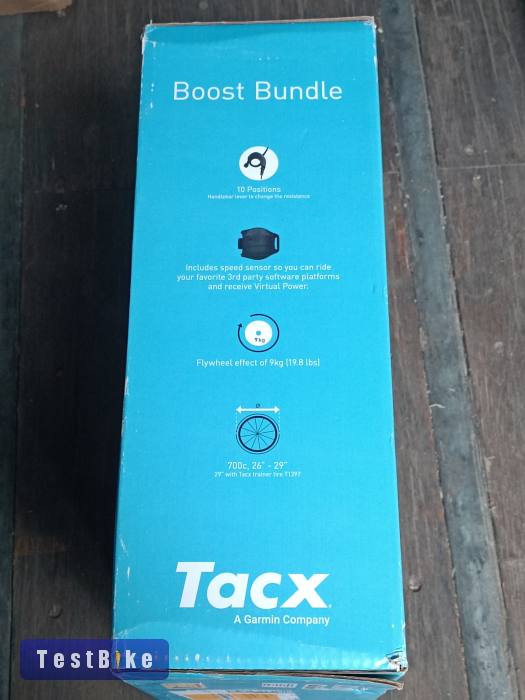 Boost Bundle
10 Positions
Handlebar lever to change the resistance
Includes speed sensor so you can ride
your favorite 3rd party software platforms
and receive Virtual Power.
9kg
Flywheel effect of 9kg (19.8 lbs)
Ø
700c, 26" - 29"
29" with Tacx trainer tire T1397
Tacx
A Garmin Company
TestBike